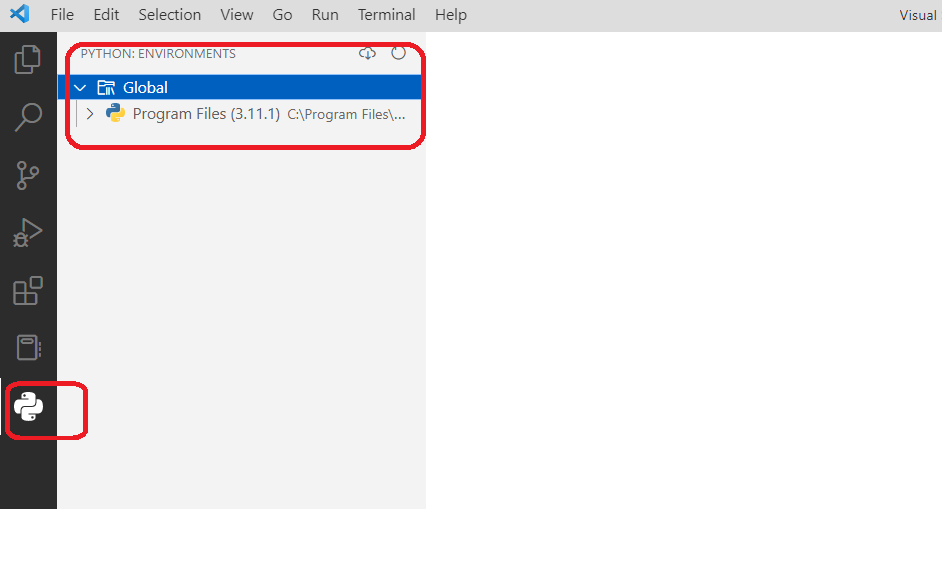 File Edit Selection View Go Run Terminal Help Visual
PYTHON: ENVIRONMENTS
Global
Program Files (3.11.1) C:\Program Files\...